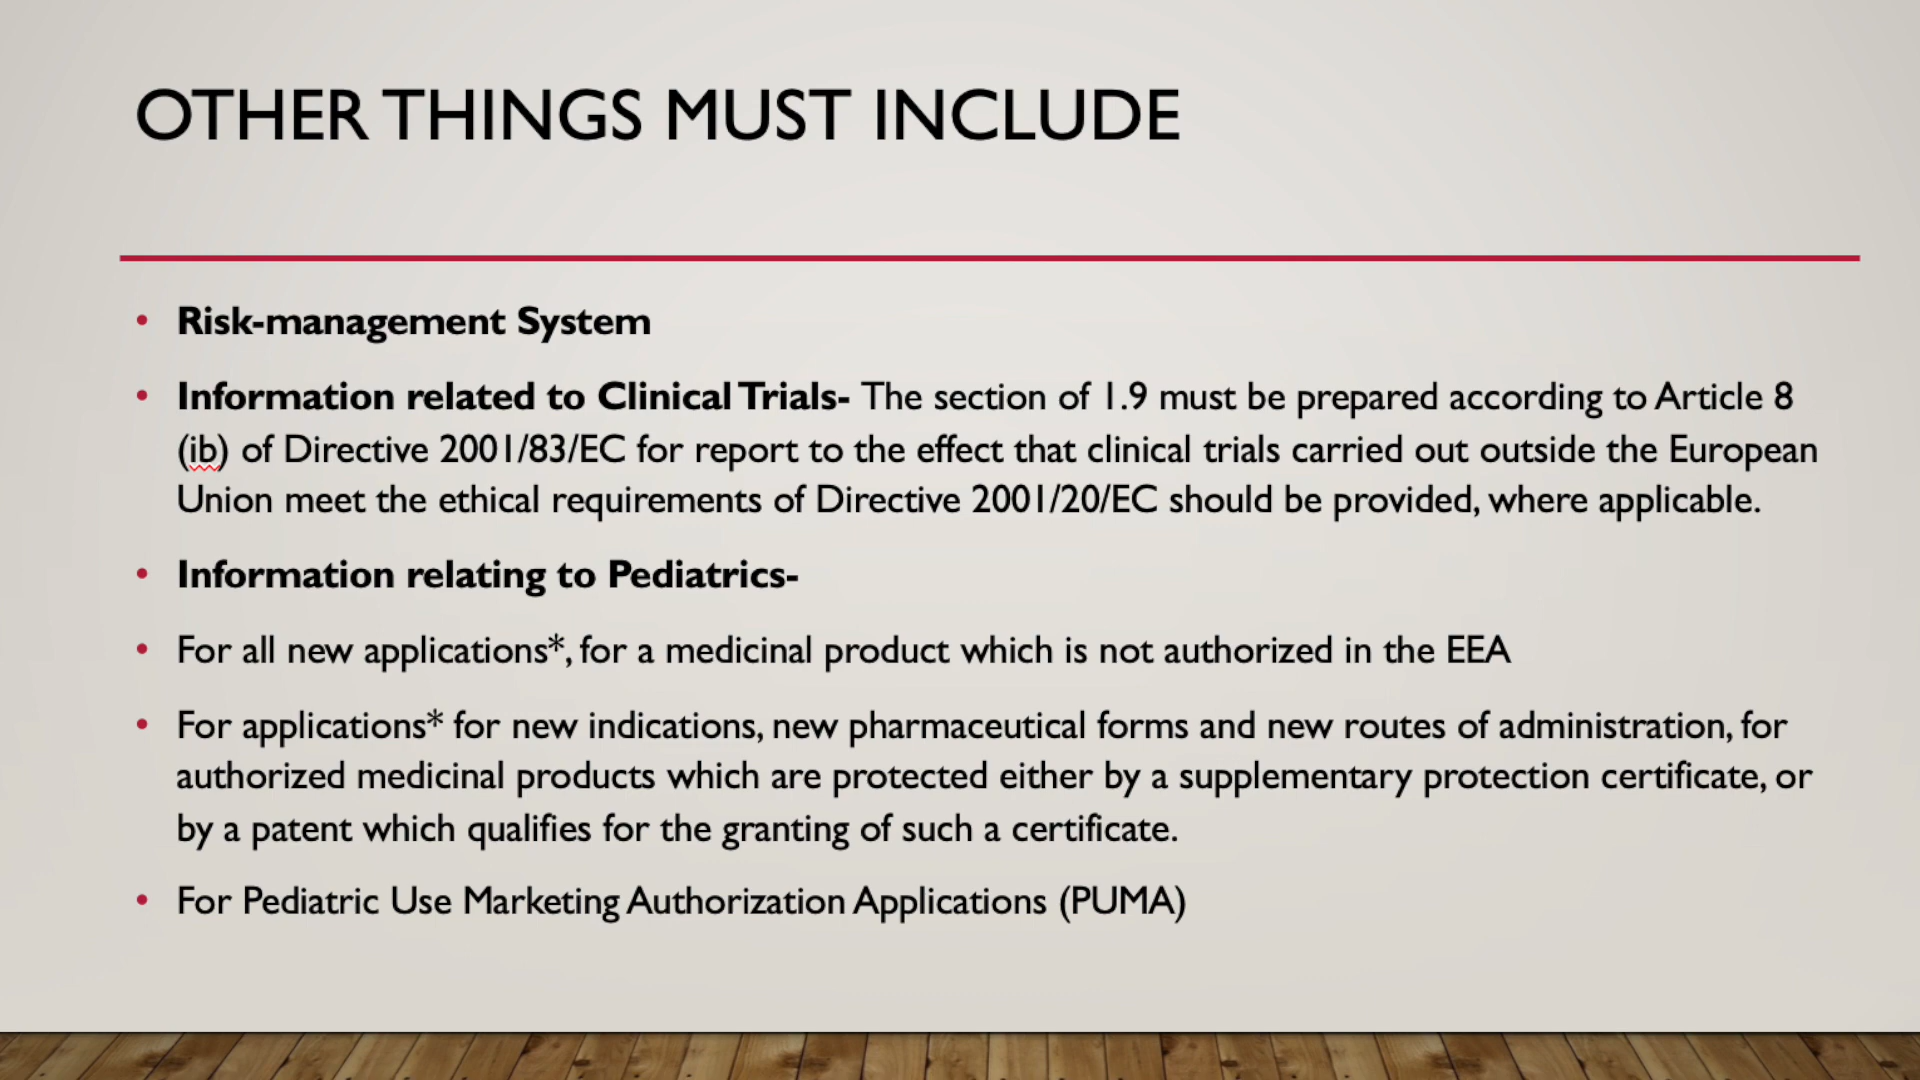 OTHER THINGS MUST INCLUDE
• Risk-management System
• Information related to Clinical Trials- The section of 1.9 must be prepared according to Article 8
(ib) of Directive 2001/83/EC for report to the effect that clinical trials carried out outside the European
Union meet the ethical requirements of Directive 2001/20/EC should be provided, where applicable.
• Information relating to Pediatrics-
• For all new applications*, for a medicinal product which is not authorized in the EEA
• For applications* for new indications, new pharmaceutical forms and new routes of administration, for
authorized medicinal products which are protected either by a supplementary protection certificate, or
by a patent which qualifies for the granting of such a certificate.
• For Pediatric Use Marketing Authorization Applications (PUMA)